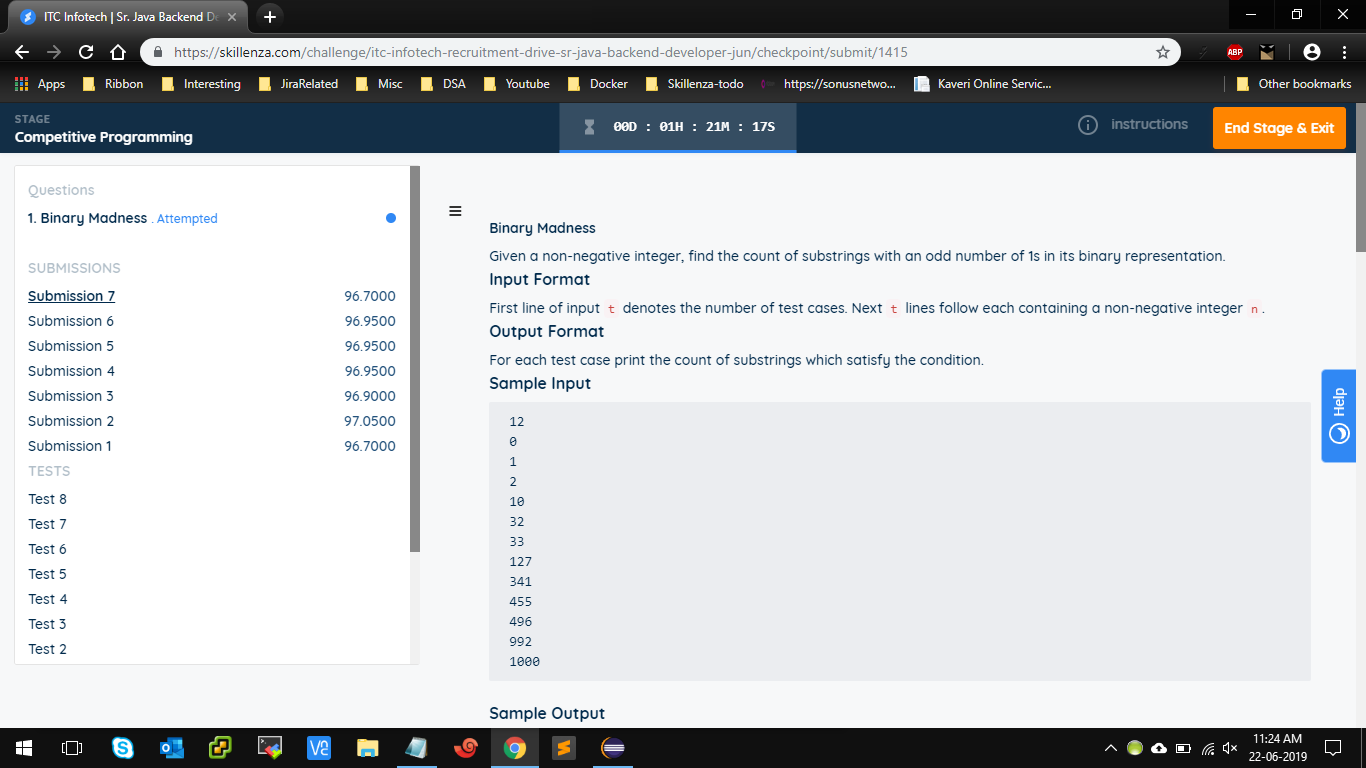 ITC Infotech | Sr. Java Backend De
https://skillenza.com/challenge/itc-infotech-recruitment-drive-sr-java-backend-developer-jun/checkpoint/submit/1415
ABP
Apps Ribbon Interesting JiraRelated Misc DSA Youtube Docker Skillenza-todo https://sonusnetwo... Kaveri Online Servic... Other bookmarks
STAGE
Competitive Programming
00D : 01H : 21M : 17S
instructions
End Stage & Exit
Questions
1. Binary Madness . Attempted
SUBMISSIONS
Submission 7 96.7000
Submission 6 96.9500
Submission 5 96.9500
Submission 4 96.9500
Submission 3 96.9000
Submission 2 97.0500
Submission 1 96.7000
TESTS
Test 8
Test 7
Test 6
Test 5
Test 4
Test 3
Test 2
Binary Madness
Given a non-negative integer, find the count of substrings with an odd number of 1s in its binary representation.
Input Format
First line of input t denotes the number of test cases. Next t lines follow each containing a non-negative integer n .
Output Format
For each test case print the count of substrings which satisfy the condition.
Sample Input
12
0
1
2
10
32
33
127
341
455
496
992
1000
Sample Output
Help
11:24 AM
22-06-2019